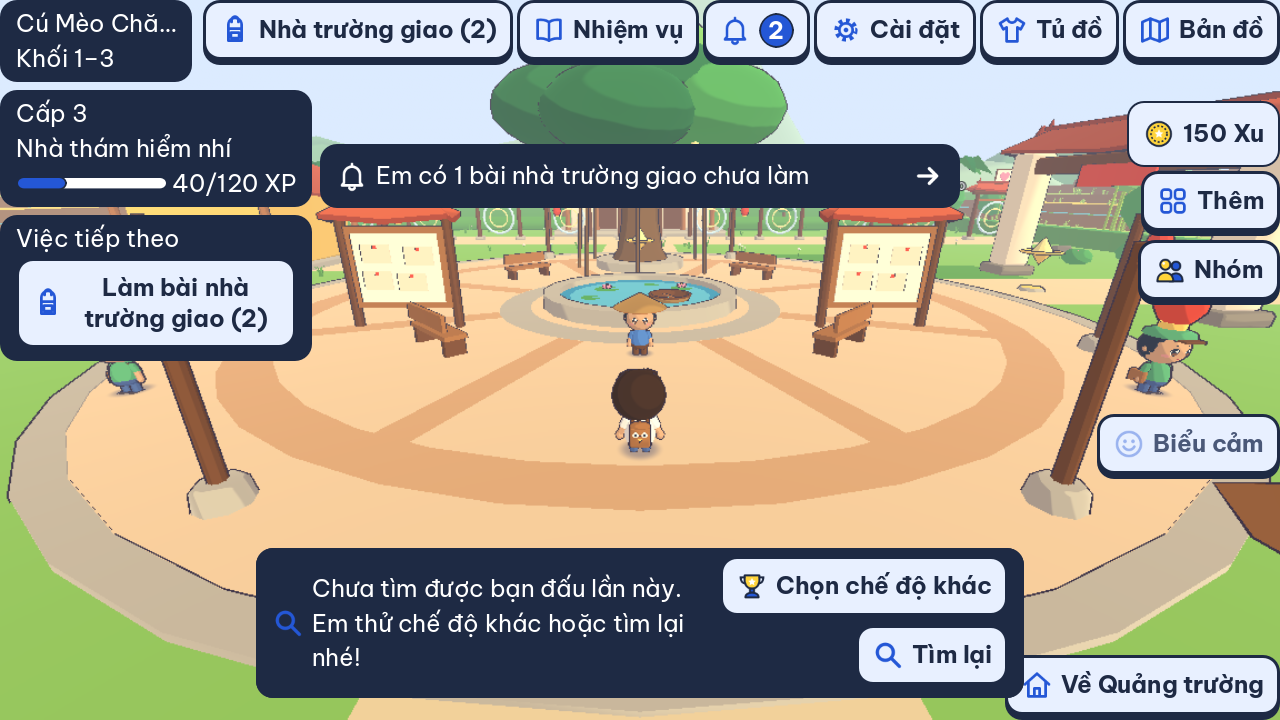 Cú Mèo Chă...
Khối 1–3
Nhà trường giao (2)
Nhiệm vụ
2
Cài đặt
Tủ đồ
Bản đồ
Cấp 3
Nhà thám hiểm nhí
40/120 XP
Em có 1 bài nhà trường giao chưa làm
150 Xu
Thêm
Nhóm
Việc tiếp theo
Làm bài nhà
trường giao (2)
Biểu cảm
Chưa tìm được bạn đấu lần này.
Em thử chế độ khác hoặc tìm lại
nhé!
Chọn chế độ khác
Tìm lại
Về Quảng trường